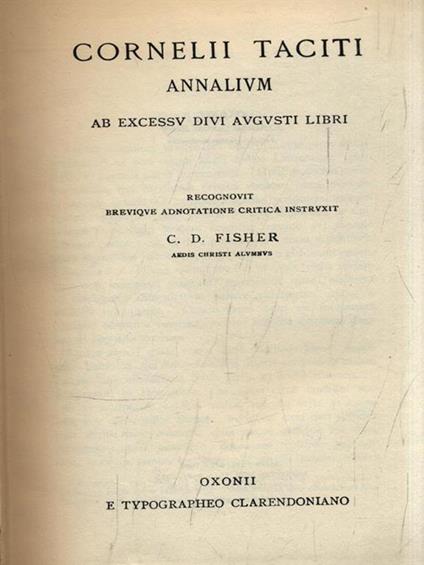 CORNELII TACITI
ANNALIVM
AB EXCESSV DIVI AVGVSTI LIBRI
RECOGNOVIT
BREVIQVE ADNOTATIONE CRITICA INSTRVXIT
C. D. FISHER
AEDIS CHRISTI ALVMNVS
OXONII
E TYPOGRAPHEO CLARENDONIANO